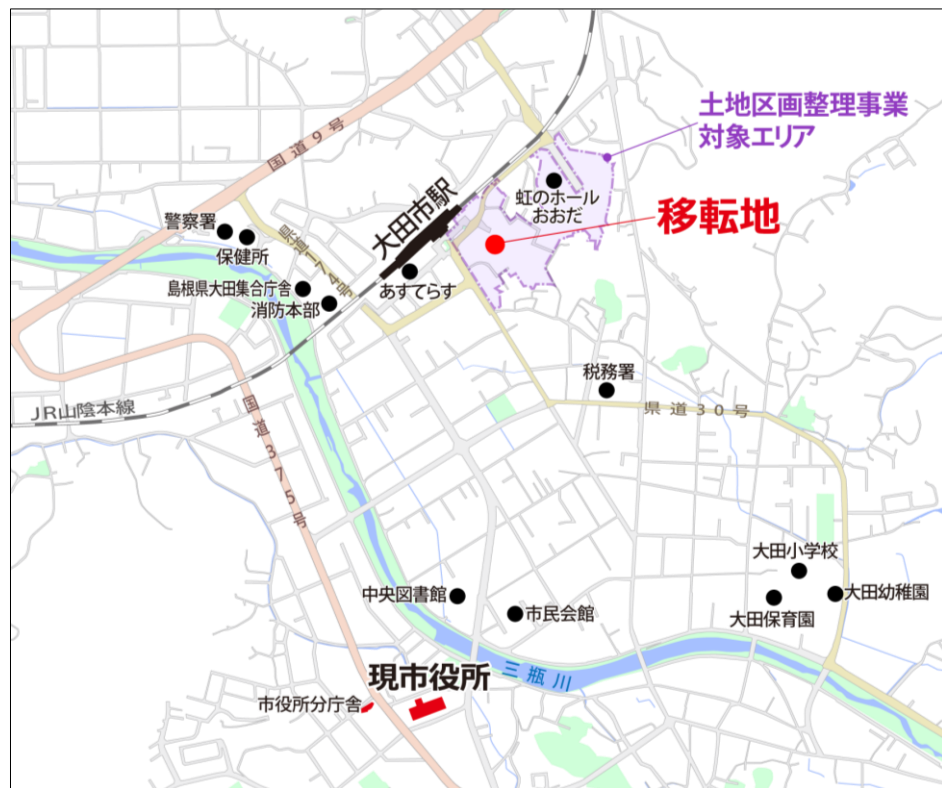 土地区画整理事業
対象エリア
国道9号
大田市駅
虹のホール
おおだ
移転地
警察署
保健所
県道174号
島根県大田集合庁舎
消防本部
あすてらす
税務署
県道30号
JR山陰本線
国道375号
大田小学校
中央図書館
市民会館
大田保育園
大田幼稚園
三瓶川
現市役所
市役所分庁舎